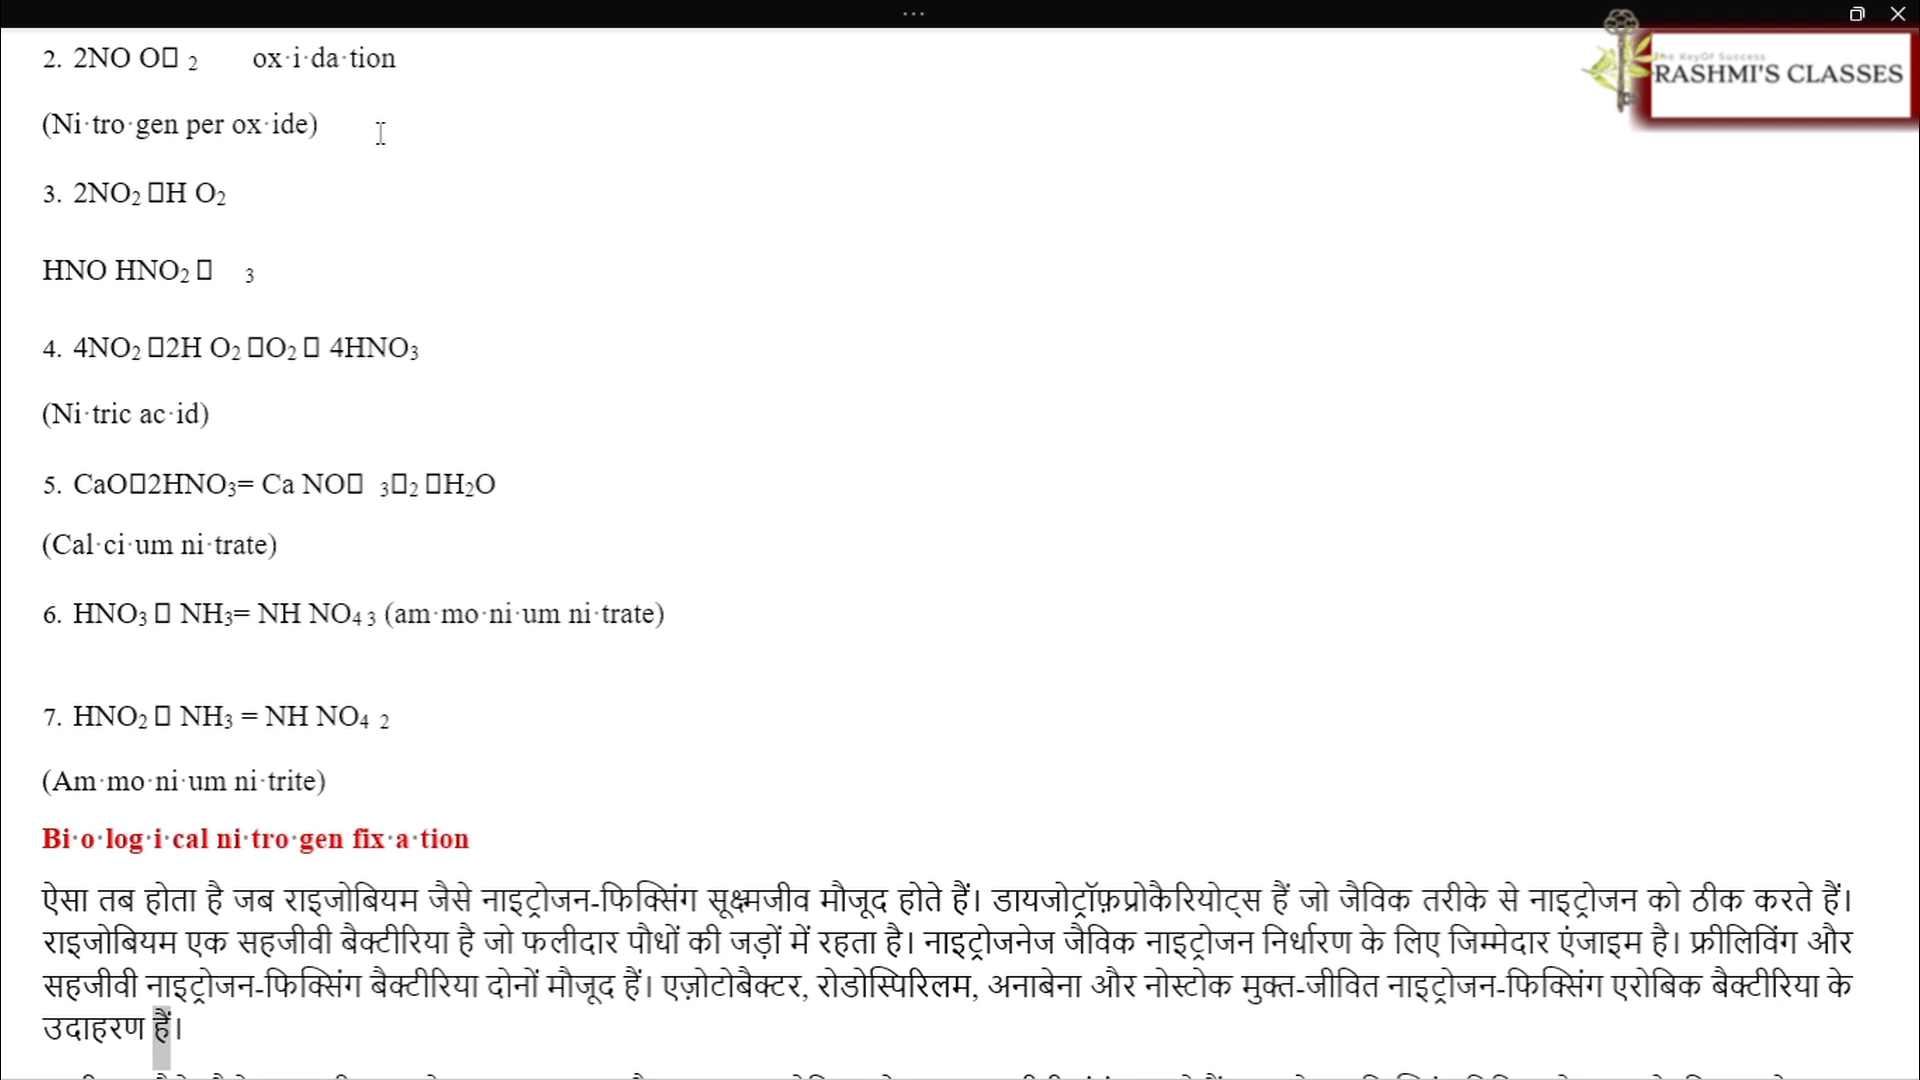 ...
The KeyOf Success
RASHMI'S CLASSES
2. 2NO O□ 2 ox·i·da·tion
(Ni·tro·gen per ox·ide)
3. 2NO2 □H O2
HNO HNO2 □ 3
4. 4NO2 □2H O2 □O2 □ 4HNO3
(Ni·tric ac·id)
5. CaO□2HNO3= Ca NO□ 3□2 □H2O
(Cal·ci·um ni·trate)
6. HNO3 □ NH3= NH NO4 3 (am·mo·ni·um ni·trate)
7. HNO2 □ NH3 = NH NO4 2
(Am·mo·ni·um ni·trite)
Bi·o·log·i·cal ni·tro·gen fix·a·tion
ऐसा तब होता है जब राइजोबियम जैसे नाइट्रोजन-फिक्सिंग सूक्ष्मजीव मौजूद होते हैं। डायजोट्रॉफ़प्रोकैरियोट्स हैं जो जैविक तरीके से नाइट्रोजन को ठीक करते हैं।
राइजोबियम एक सहजीवी बैक्टीरिया है जो फलीदार पौधों की जड़ों में रहता है। नाइट्रोजनेज जैविक नाइट्रोजन निर्धारण के लिए जिम्मेदार एंजाइम है। फ्रीलिविंग और
सहजीवी नाइट्रोजन-फिक्सिंग बैक्टीरिया दोनों मौजूद हैं। एज़ोटोबैक्टर, रोडोस्पिरिलम, अनाबेना और नोस्टोक मुक्त-जीवित नाइट्रोजन-फिक्सिंग एरोबिक बैक्टीरिया के
उदाहरण हैं।